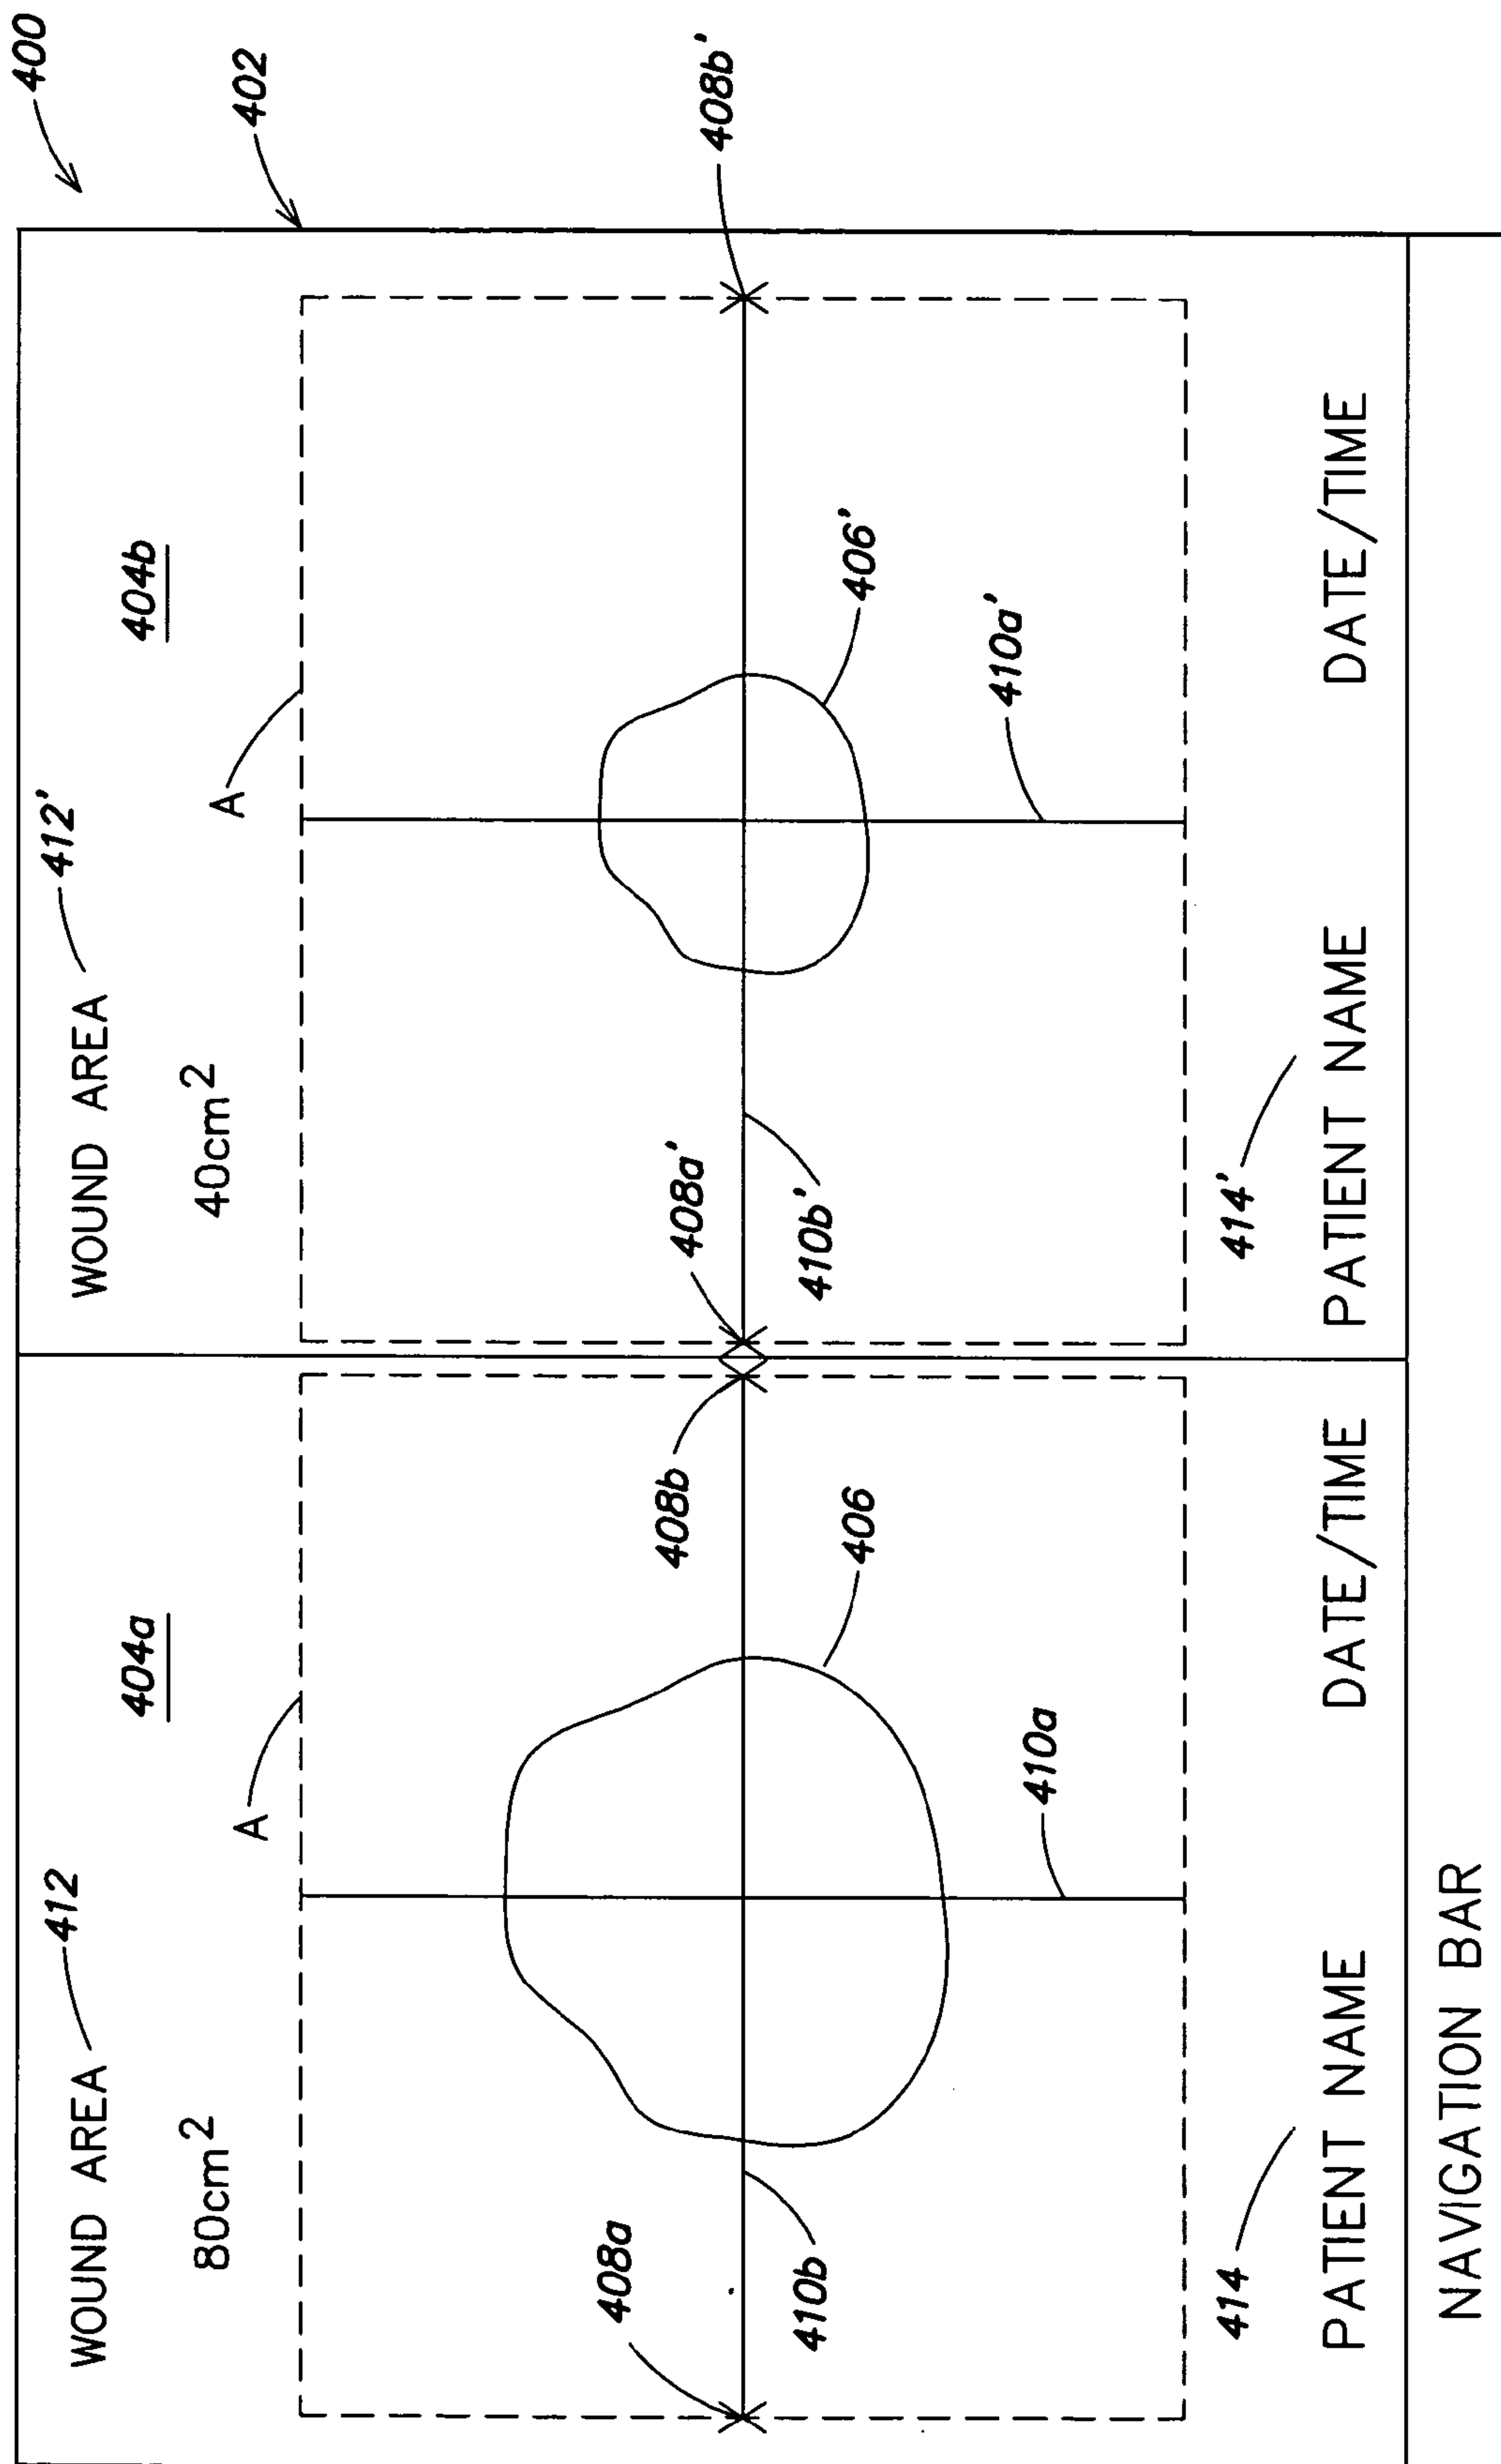 400
402
WOUND AREA 412
WOUND AREA 412'
404a
404b
80cm²
40cm²
A
A
408a
408b
408a'
408b'
410b
406
410b'
406'
410a
410a'
414
414'
PATIENT NAME DATE/TIME
PATIENT NAME DATE/TIME
NAVIGATION BAR